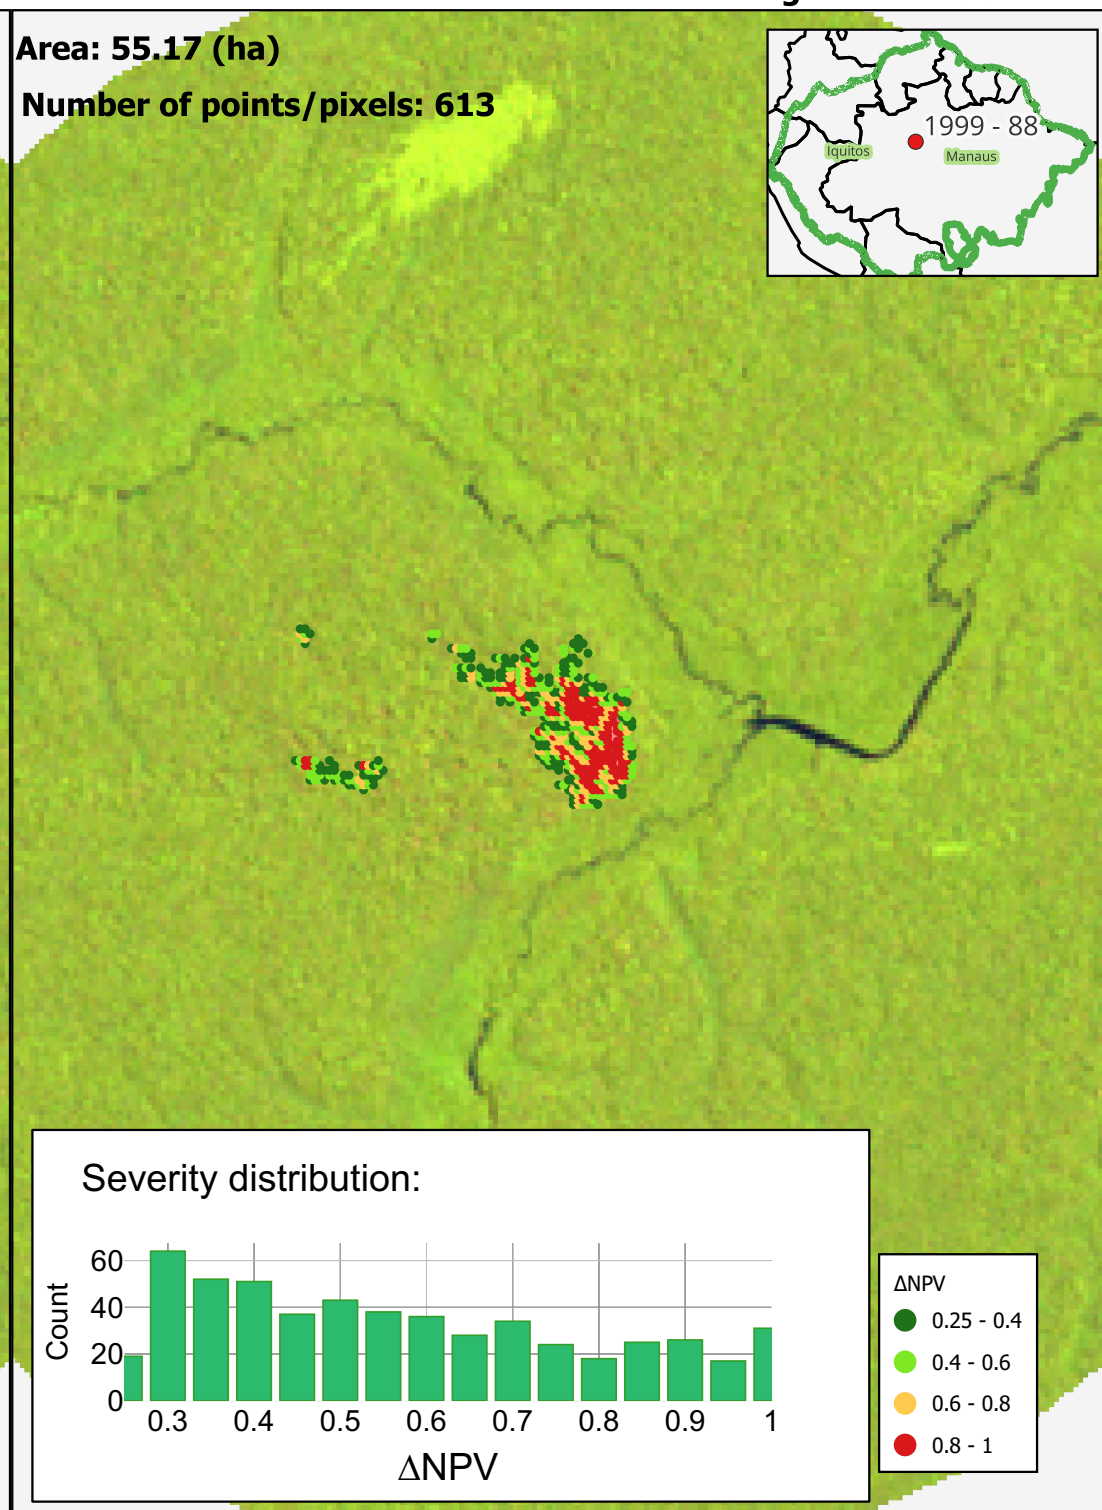 Area: 55.17 (ha)
Number of points/pixels: 613
1999 - 88
Iquitos
Manaus
Severity distribution:
Count
60
40
20
0
0.3 0.4 0.5 0.6 0.7 0.8 0.9 1
ΔNPV
ΔNPV
0.25 - 0.4
0.4 - 0.6
0.6 - 0.8
0.8 - 1